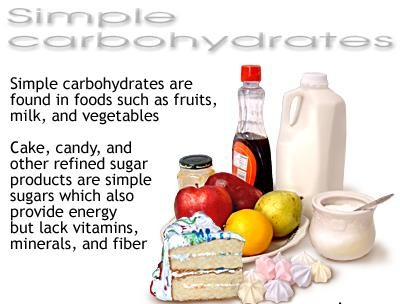 Simple
carbohydrates
Simple carbohydrates are
found in foods such as fruits,
milk, and vegetables
Cake, candy, and
other refined sugar
products are simple
sugars which also
provide energy
but lack vitamins,
minerals, and fiber